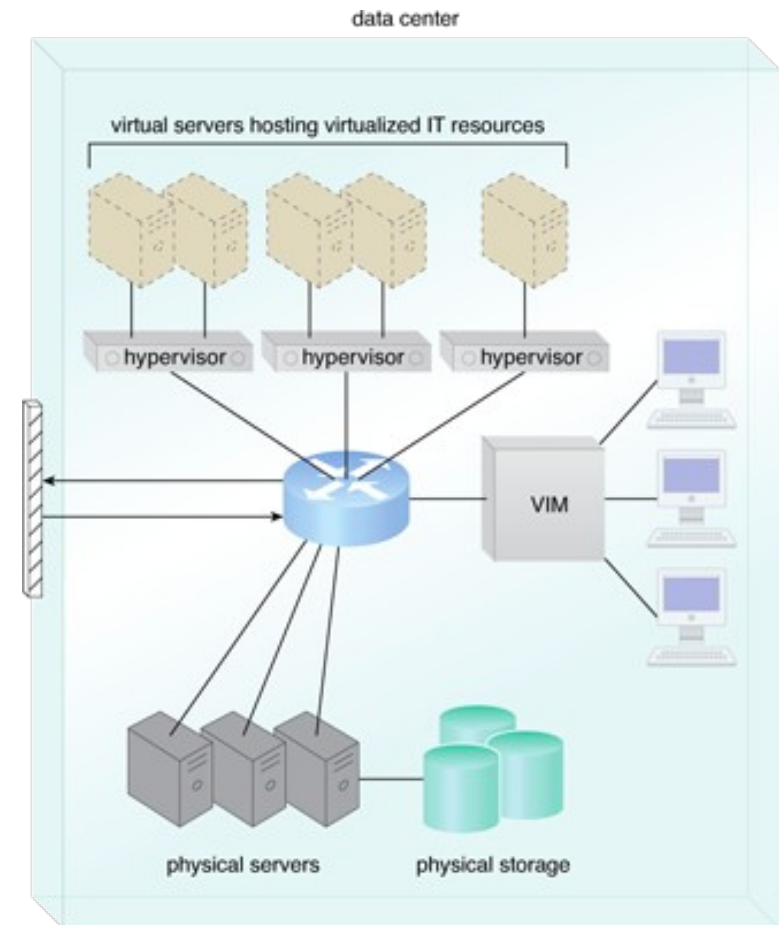 data center
virtual servers hosting virtualized IT resources
hypervisor
hypervisor
hypervisor
VIM
physical servers
physical storage